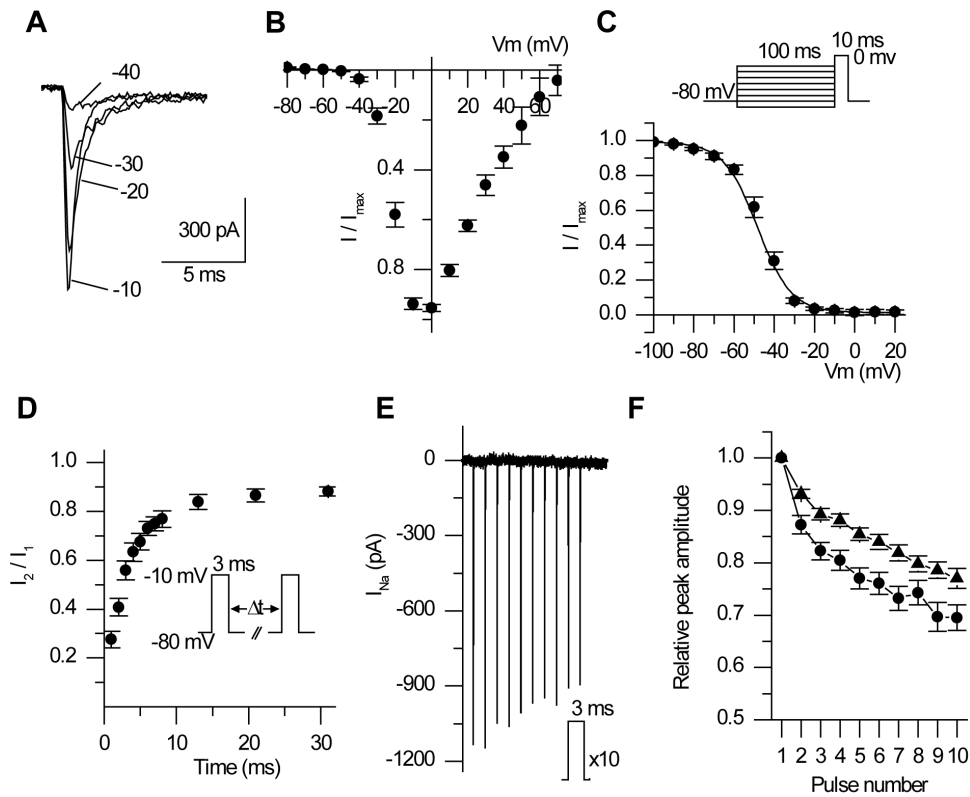 A
-40
-30
-20
-10
300 pA
5 ms
B
Vm (mV)
-80 -60 -40 -20 20 40 60
0.4
0.8
I / Imax
C
100 ms
10 ms
0 mv
-80 mV
1.0
0.8
0.6
0.4
0.2
0.0
I / Imax
-100 -80 -60 -40 -20 0 20
Vm (mV)
D
1.0
0.8
0.6
0.4
0.2
I2 / I1
-10 mV
3 ms
Δt
-80 mV
//
0 10 20 30
Time (ms)
E
0
-300
-600
-900
-1200
INa (pA)
3 ms
x10
F
1.0
0.9
0.8
0.7
0.6
0.5
Relative peak amplitude
1 2 3 4 5 6 7 8 9 10
Pulse number